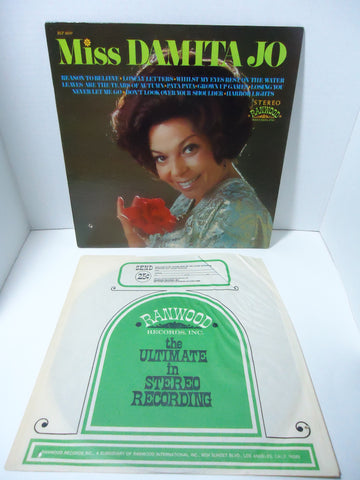 RLP 8037
Miss DAMITA JO
REASON TO BELIEVE • LONELY LETTERS • WHILST MY EYES REST ON THE WATER
LEAVES ARE THE TEARS OF AUTUMN • PATA PATA • GROWN UP GAMES • LOSING YOU
NEVER LET ME GO • DON'T LOOK OVER YOUR SHOULDER • HARBOR LIGHTS
STEREO
RANWOOD
SEND
25¢
RANWOOD
RECORDS, INC.
the
ULTIMATE
in
STEREO
RECORDING
RANWOOD RECORDS, INC., A SUBSIDIARY OF RANWOOD INTERNATIONAL, INC. 9034 SUNSET BLVD., LOS ANGELES, CA. 90069